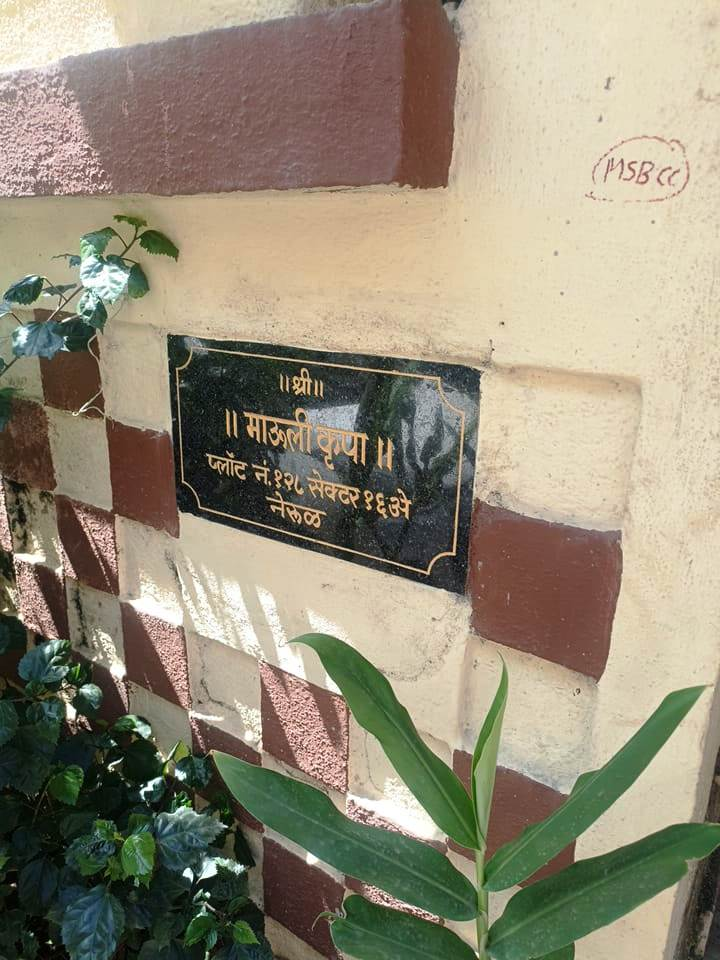 MSBCC
॥श्री॥
॥ माऊली कृपा ॥
प्लॉट नं.१२८ सेक्टर १६अे
नेरूळ